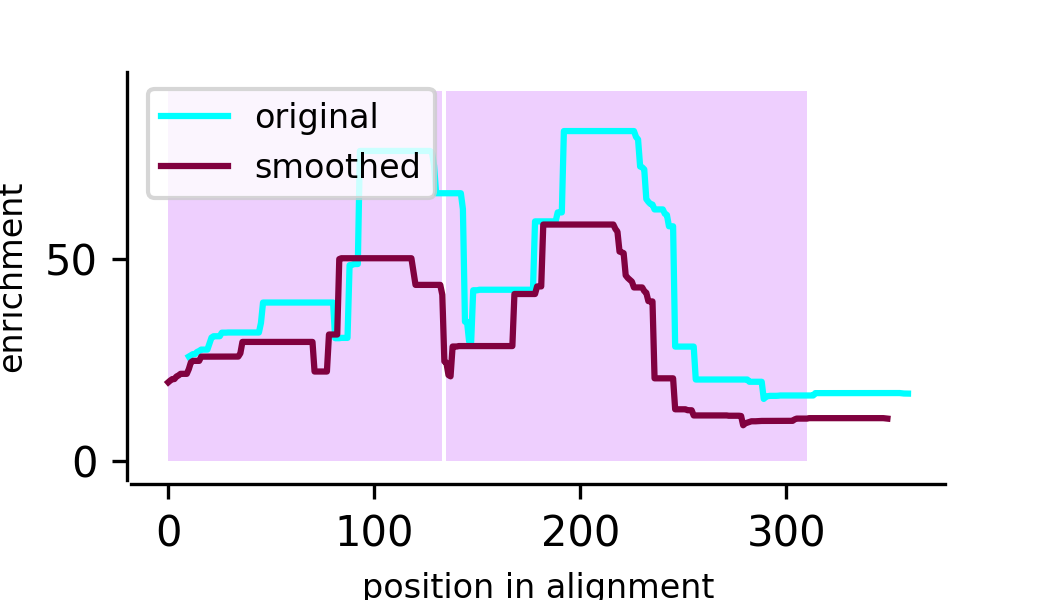 original
smoothed
enrichment
50
0
0 100 200 300
position in alignment